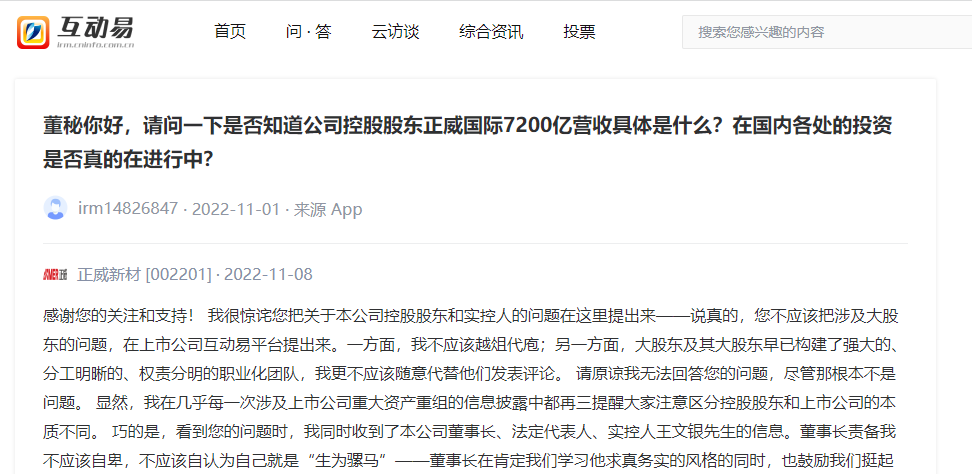 互动易
irm.cninfo.com.cn
首页 问 · 答 云访谈 综合资讯 投票 搜索您感兴趣的内容
董秘你好，请问一下是否知道公司控股股东正威国际7200亿营收具体是什么？在国内各处的投资
是否真的在进行中？
irm14826847 · 2022-11-01 · 来源 App
正威新材 [002201] · 2022-11-08
感谢您的关注和支持！ 我很惊诧您把关于本公司控股股东和实控人的问题在这里提出来——说真的，您不应该把涉及大股
东的问题，在上市公司互动易平台提出来。一方面，我不应该越俎代庖；另一方面，大股东及其大股东早已构建了强大的、
分工明晰的、权责分明的职业化团队，我更不应该随意代替他们发表评论。 请原谅我无法回答您的问题，尽管那根本不是
问题。 显然，我在几乎每一次涉及上市公司重大资产重组的信息披露中都再三提醒大家注意区分控股股东和上市公司的本
质不同。 巧的是，看到您的问题时，我同时收到了本公司董事长、法定代表人、实控人王文银先生的信息。董事长责备我
不应该自卑，不应该自认为自己就是“生为骡马”——董事长在肯定我们学习他求真务实的风格的同时，也鼓励我们挺起